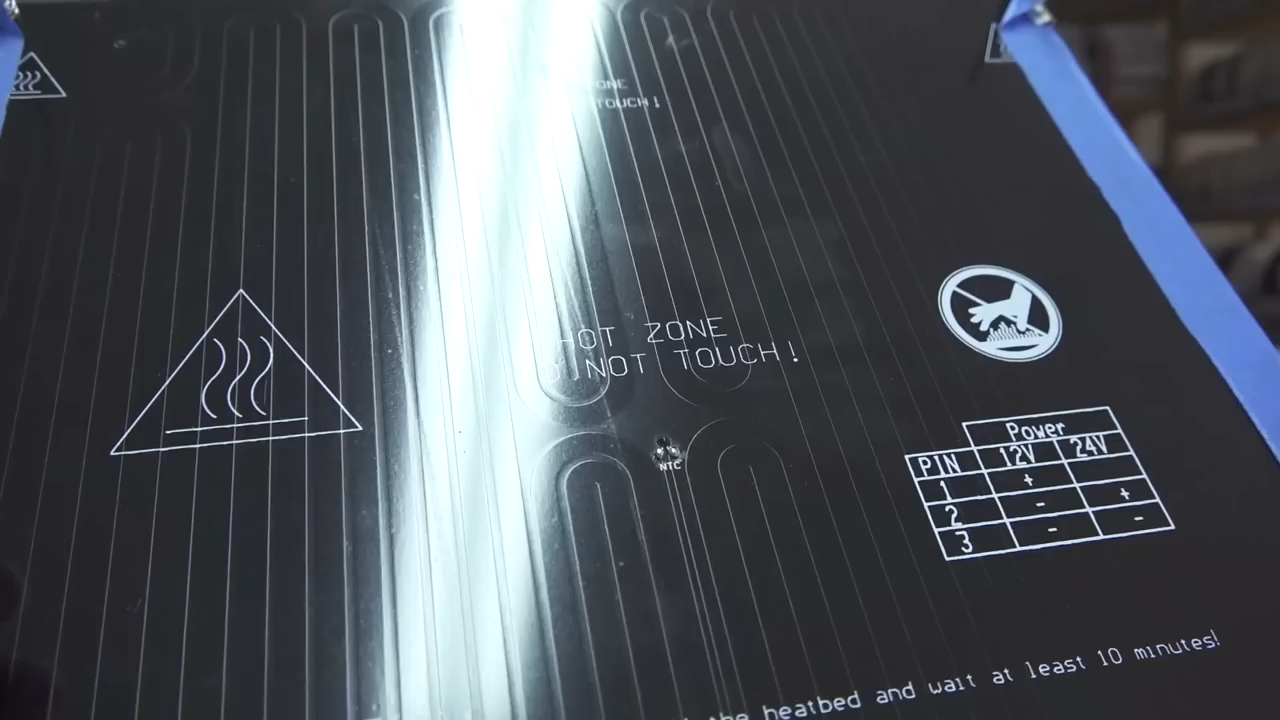 ONE
TOUCH!
HOT ZONE
NOT TOUCH!
NTC
Power
PIN 12V 24V
1 +
2 - +
3 - -
the heatbed and wait at least 10 minutes!